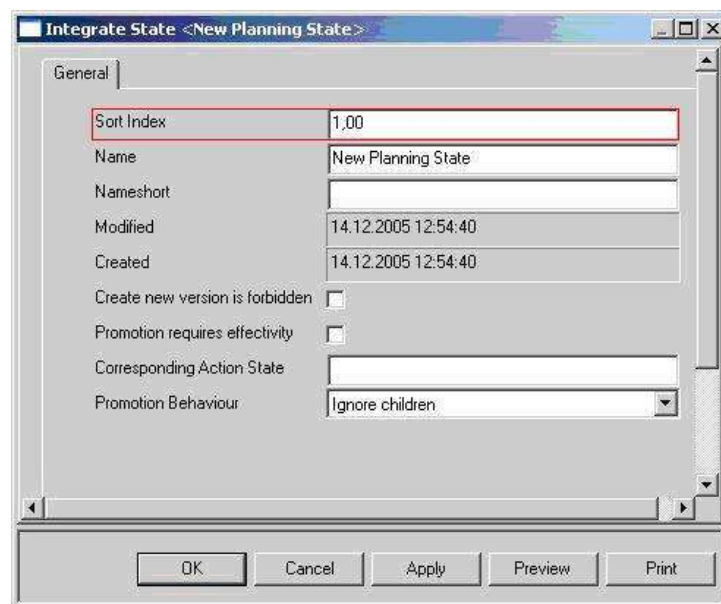 Integrate State <New Planning State>
General
Sort Index 1,00
Name New Planning State
Nameshort
Modified 14.12.2005 12:54:40
Created 14.12.2005 12:54:40
Create new version is forbidden
Promotion requires effectivity
Corresponding Action State
Promotion Behaviour Ignore children
OK Cancel Apply Preview Print